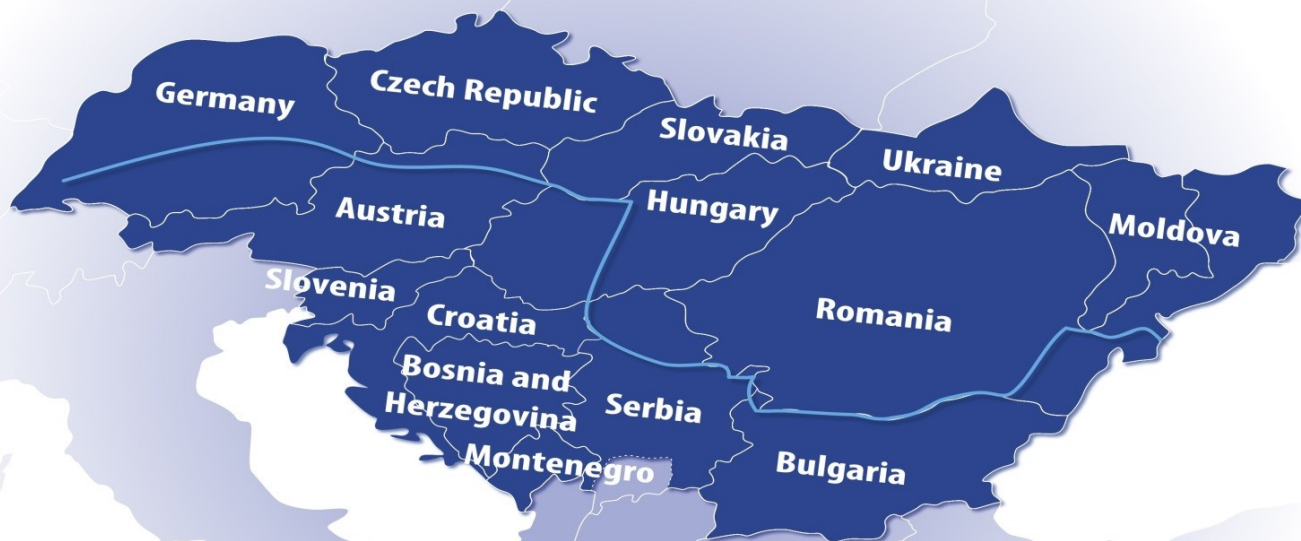 Germany
Czech Republic
Slovakia
Ukraine
Austria
Hungary
Moldova
Slovenia
Croatia
Romania
Bosnia and
Herzegovina
Serbia
Montenegro
Bulgaria